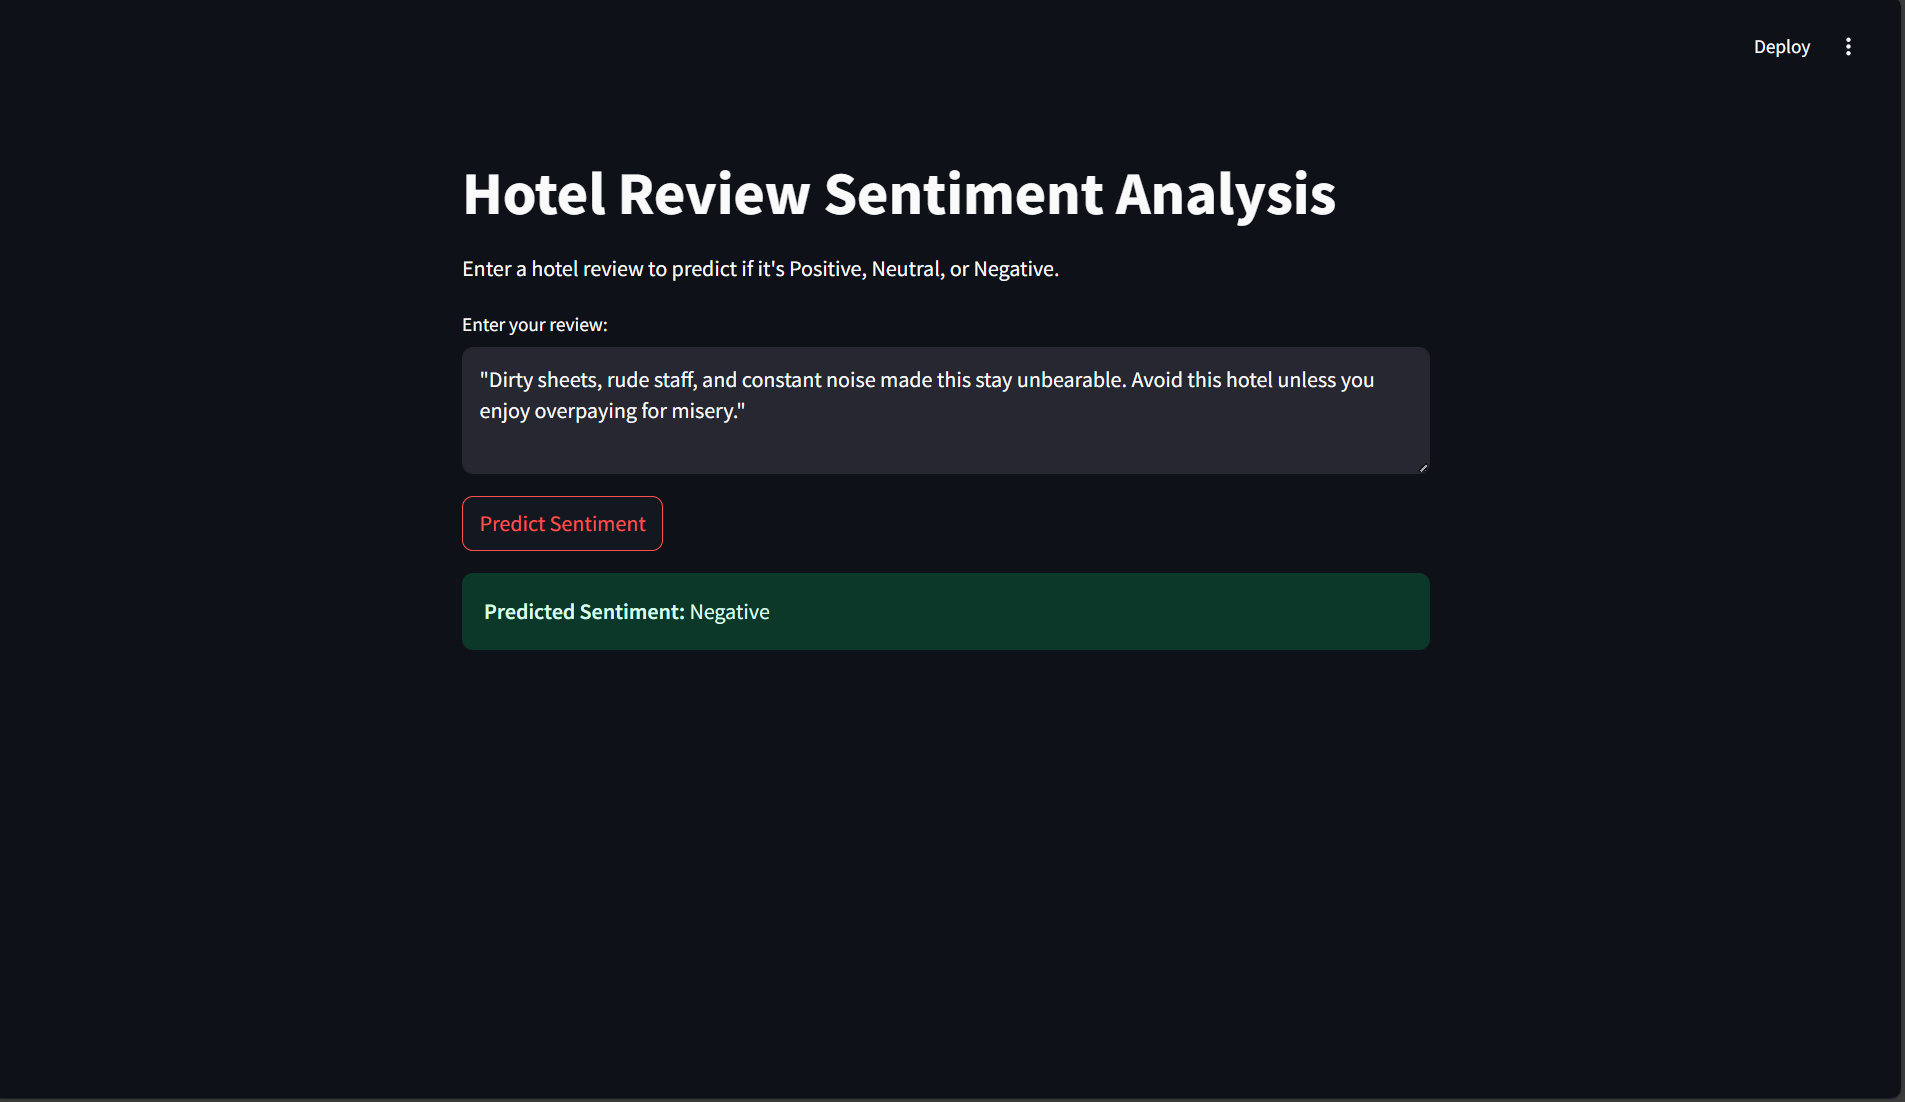 Deploy
Hotel Review Sentiment Analysis
Enter a hotel review to predict if it's Positive, Neutral, or Negative.
Enter your review:
"Dirty sheets, rude staff, and constant noise made this stay unbearable. Avoid this hotel unless you
enjoy overpaying for misery."
Predict Sentiment
Predicted Sentiment: Negative